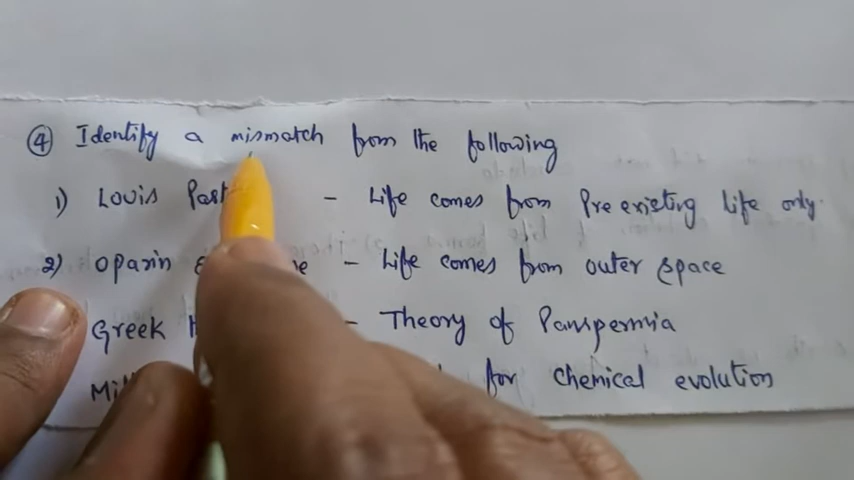 ④ Identify a mismatch from the following
1) Louis - Life comes from Pre existing life only.
2) Oparin - Life comes from outer space
Greek - Theory of Panspermia
for Chemical evolution